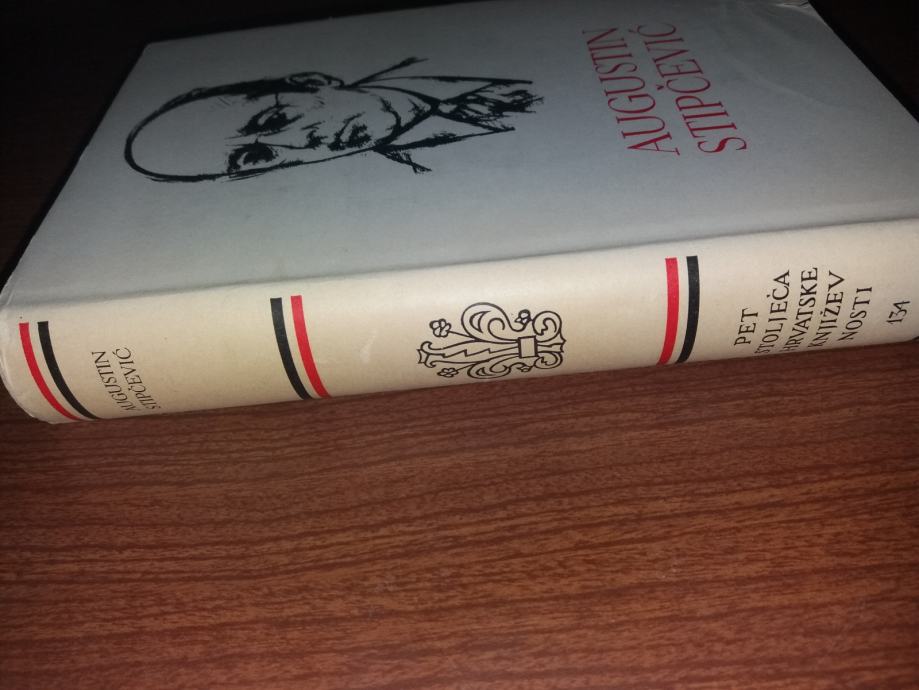 AUGUSTIN
STIPČEVIĆ
AUGUSTIN
STIPČEVIĆ
PET
STOLJEĆA
HRVATSKE
KNJIŽEV
NOSTI
134